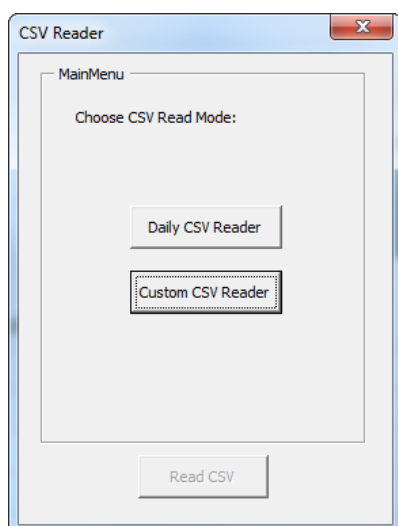 CSV Reader
MainMenu
Choose CSV Read Mode:
Daily CSV Reader
Custom CSV Reader
Read CSV